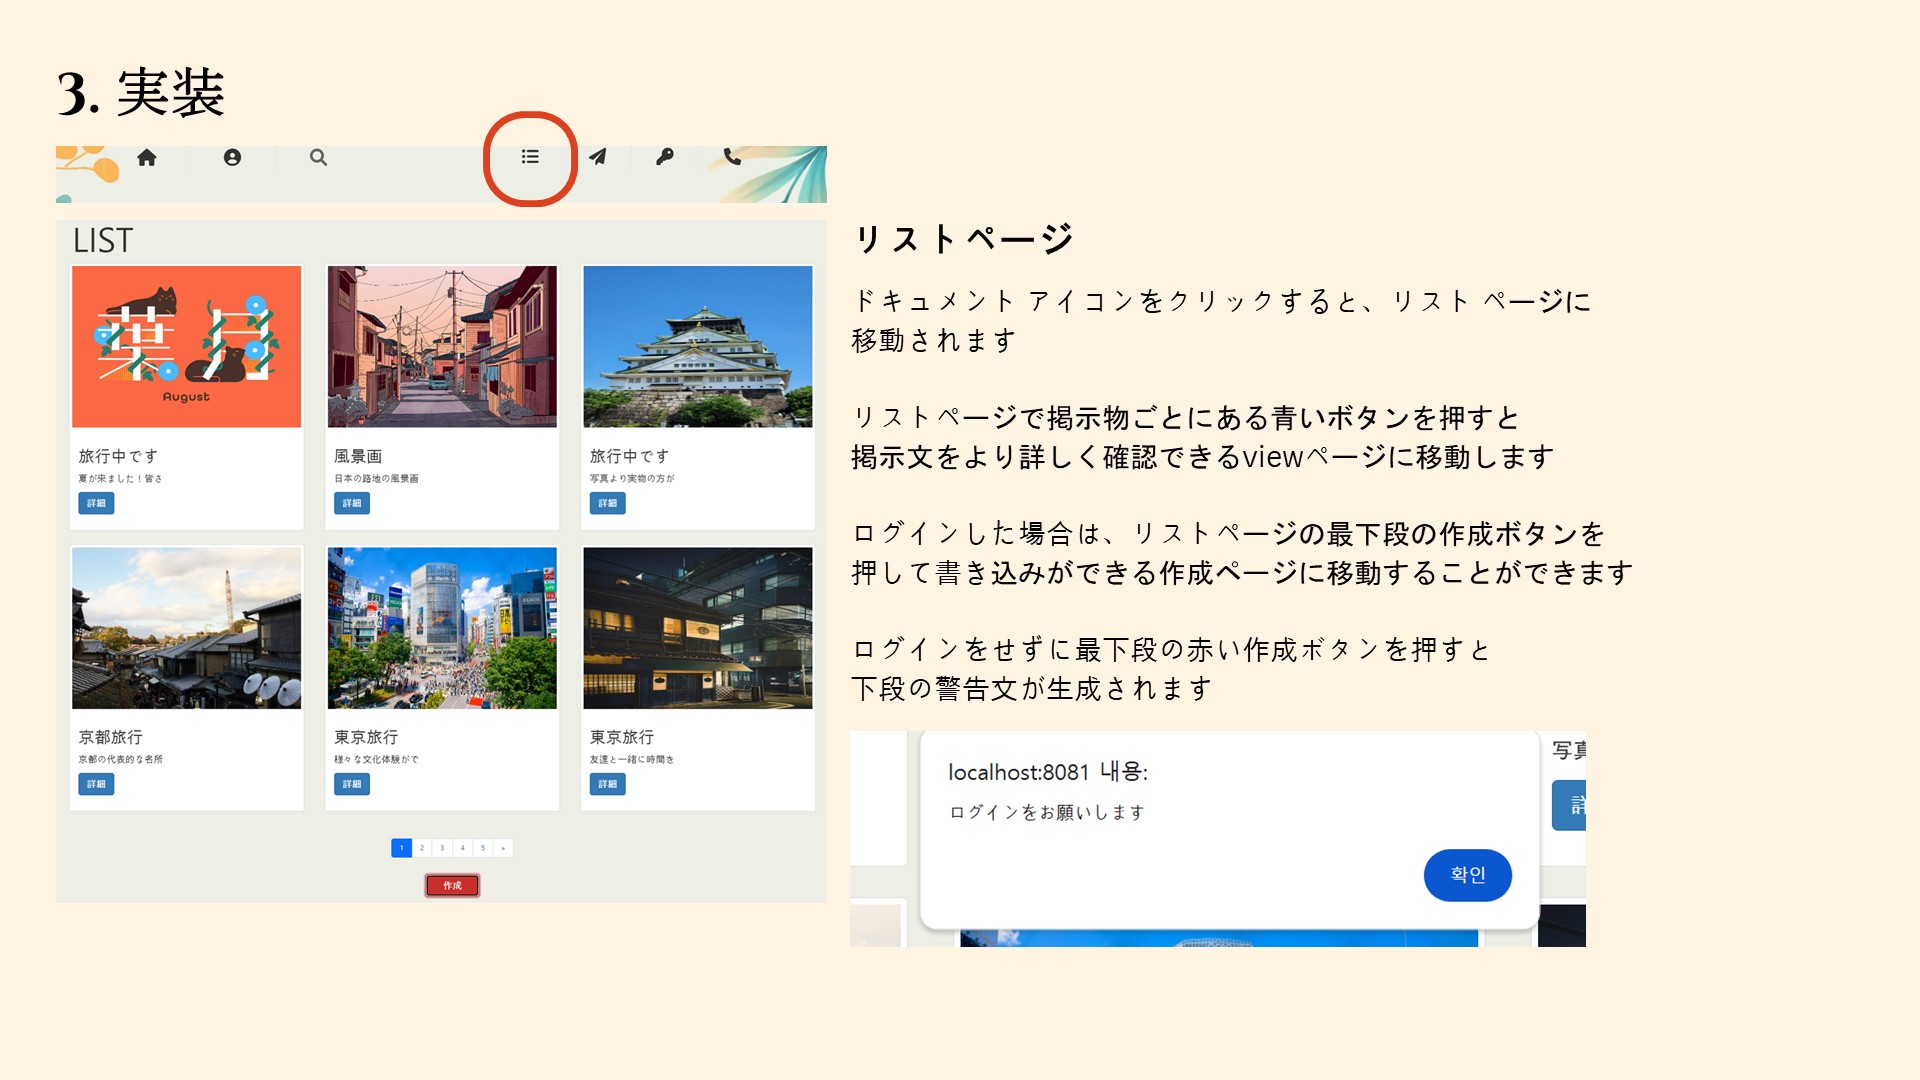 3. 実装
LIST
葉月
August
旅行中です
夏が来ました！皆さ
詳細
風景画
日本の路地の風景画
詳細
旅行中です
写真より実物の方が
詳細
京都旅行
京都の代表的な名所
詳細
東京旅行
様々な文化体験がで
詳細
東京旅行
友達と一緒に時間を
詳細
1 2 3 4 5 »
作成
リストページ
ドキュメント アイコンをクリックすると、リスト ページに
移動されます
リストページで掲示物ごとにある青いボタンを押すと
掲示文をより詳しく確認できるviewページに移動します
ログインした場合は、リストページの最下段の作成ボタンを
押して書き込みができる作成ページに移動することができます
ログインをせずに最下段の赤い作成ボタンを押すと
下段の警告文が生成されます
localhost:8081 내용:
ログインをお願いします
확인
写真
詳